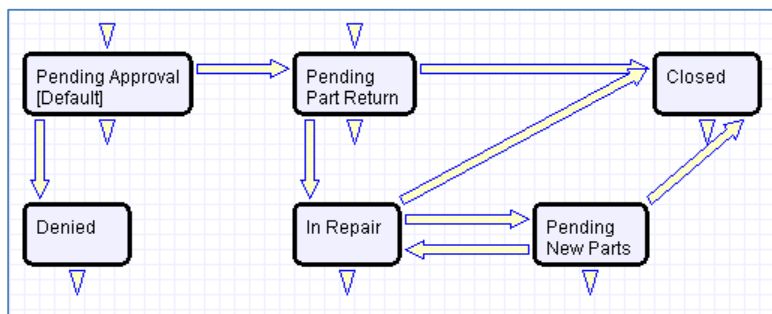 Pending Approval
[Default]
Pending
Part Return
Closed
Denied
In Repair
Pending
New Parts